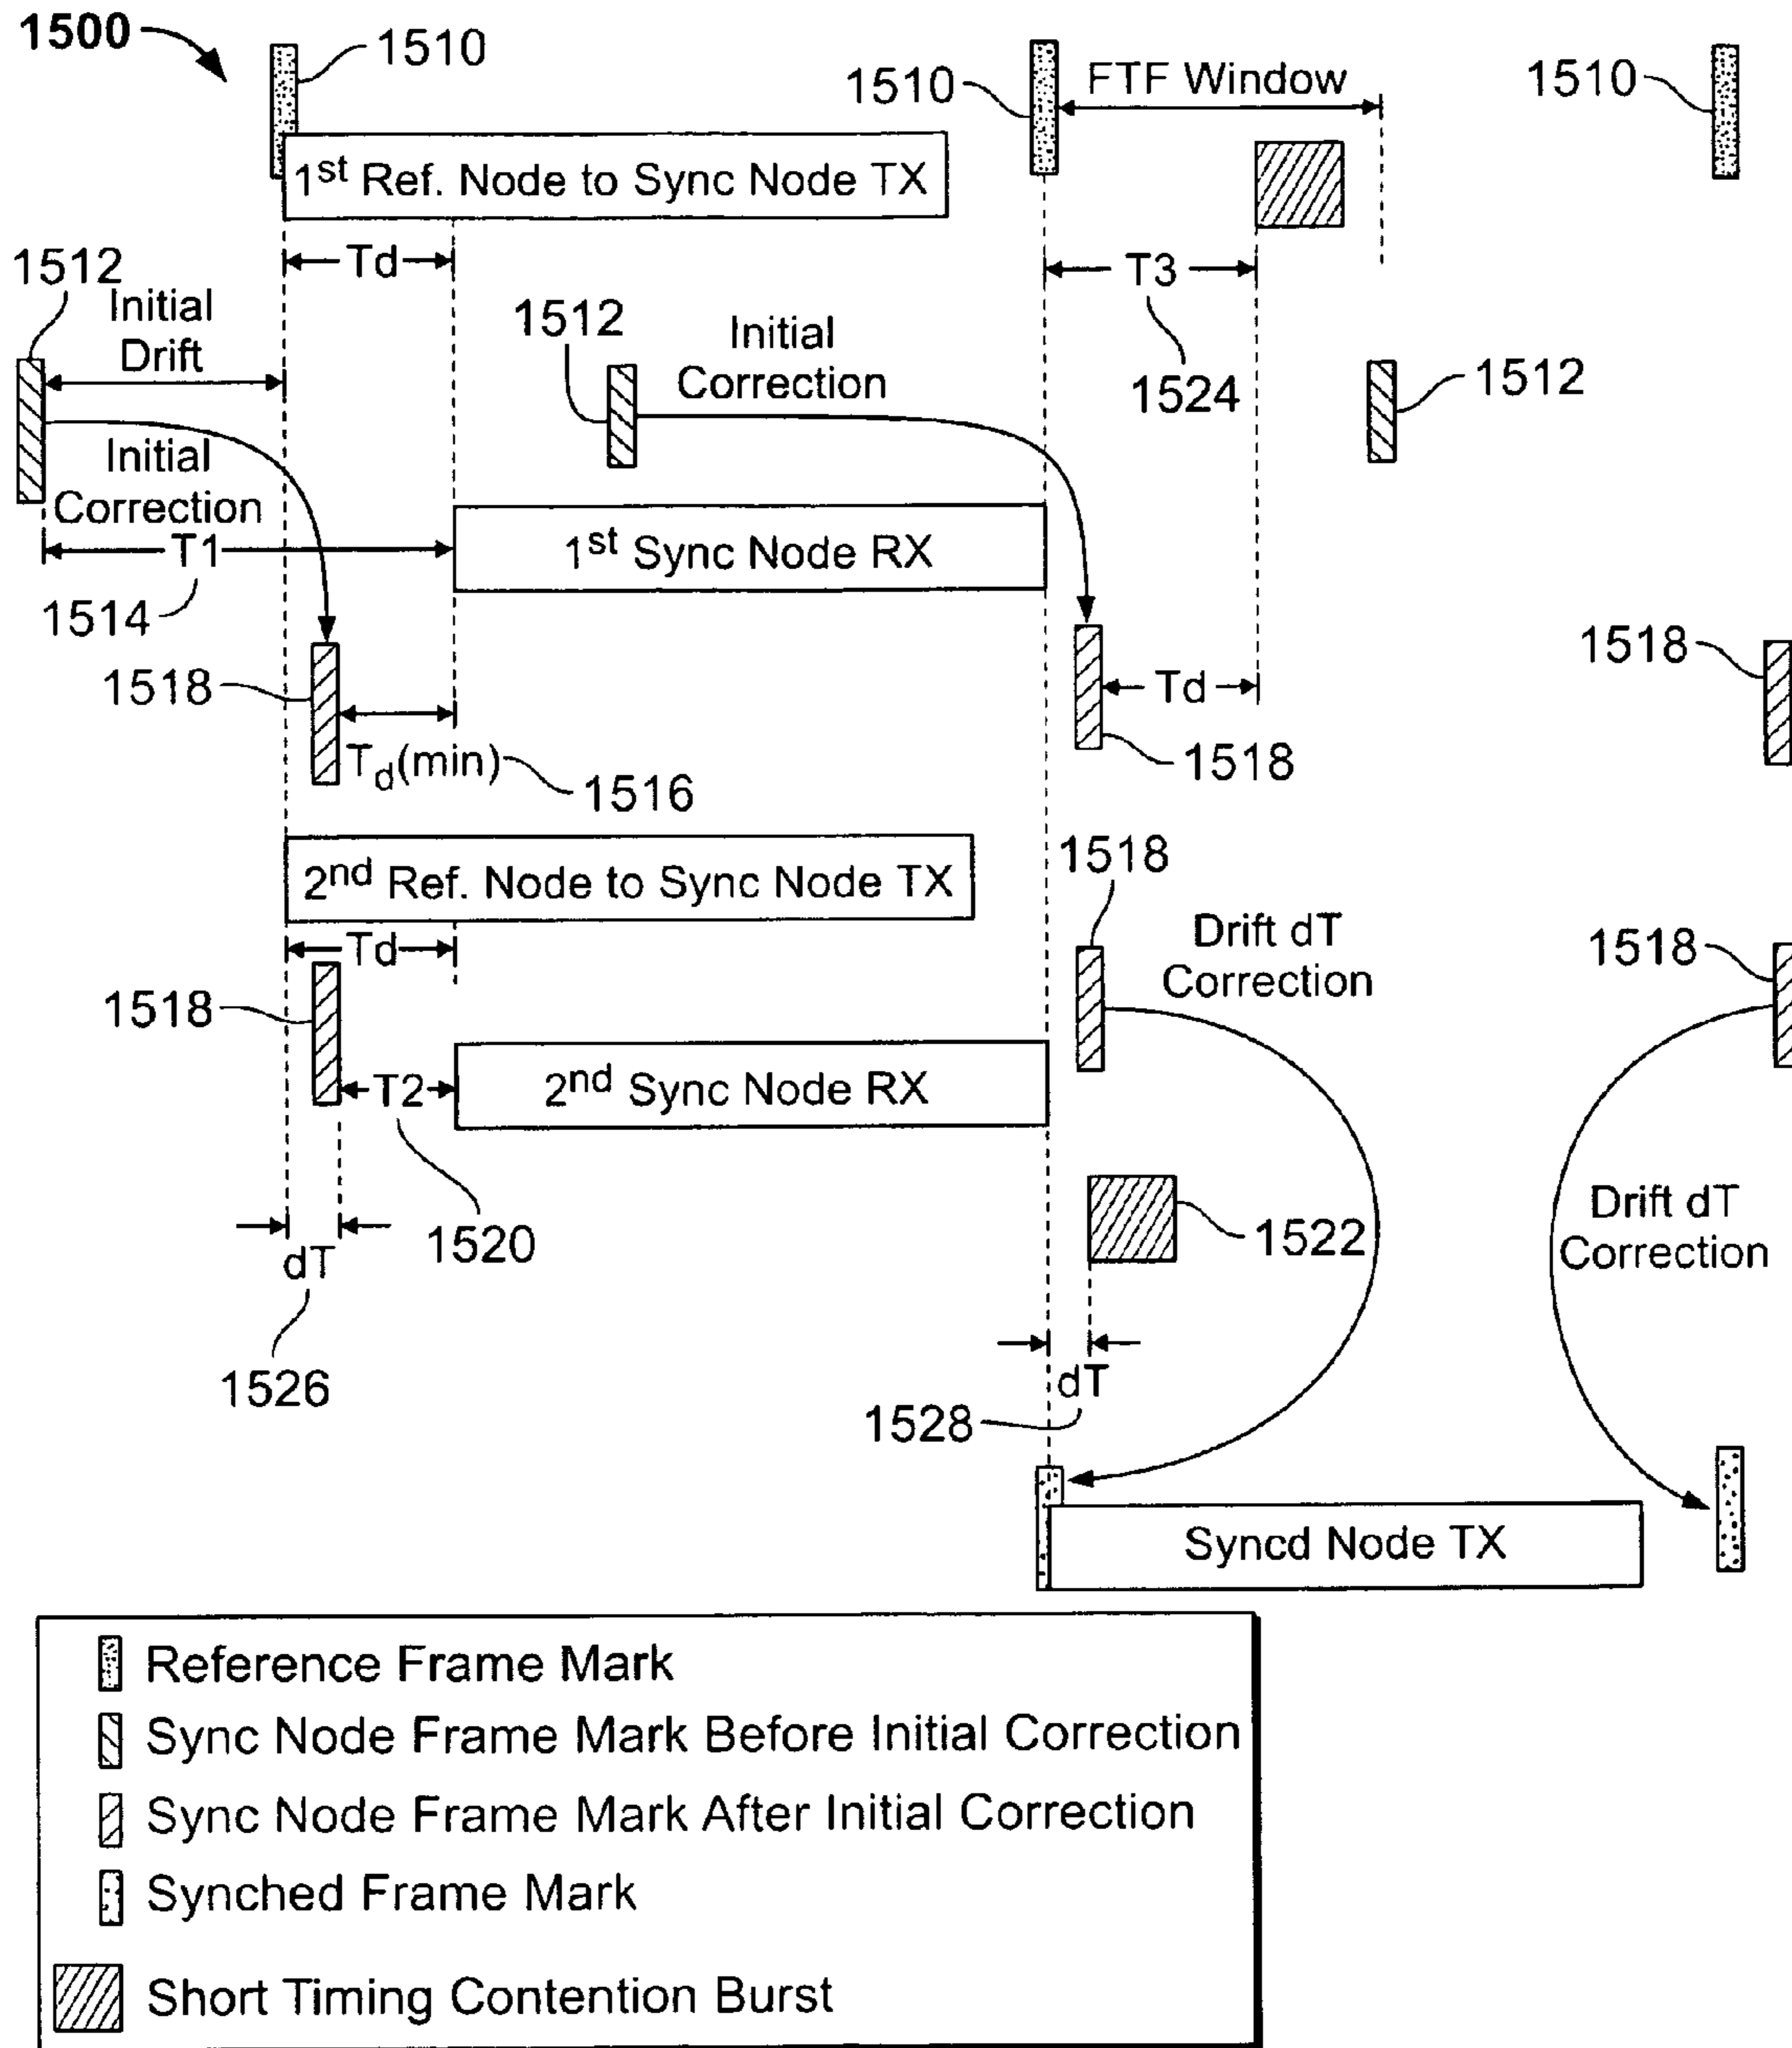 1500
1510
1510
FTF Window
1510
1st Ref. Node to Sync Node TX
Td
T3
1512
Initial
Drift
1512
Initial
Correction
1524
1512
Initial
Correction
T1
1st Sync Node RX
1514
1518
Td
1518
Td(min)
1516
1518
2nd Ref. Node to Sync Node TX
1518
Td
Drift dT
Correction
1518
1518
T2
2nd Sync Node RX
1520
dT
1522
Drift dT
Correction
1526
dT
1528
Syncd Node TX
Reference Frame Mark
Sync Node Frame Mark Before Initial Correction
Sync Node Frame Mark After Initial Correction
Synched Frame Mark
Short Timing Contention Burst